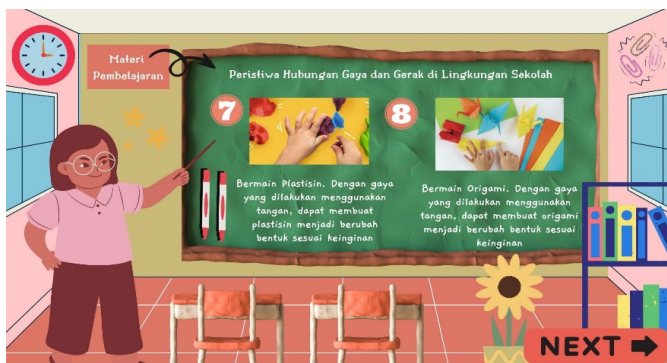 Materi
Pembelajaran
Peristiwa Hubungan Gaya dan Gerak di Lingkungan Sekolah
7
8
Bermain Plastisin. Dengan gaya
yang dilakukan menggunakan
tangan, dapat membuat
plastisin menjadi berubah
bentuk sesuai keinginan
Bermain Origami. Dengan gaya
yang dilakukan menggunakan
tangan, dapat membuat origami
menjadi berubah bentuk sesuai
keinginan
NEXT